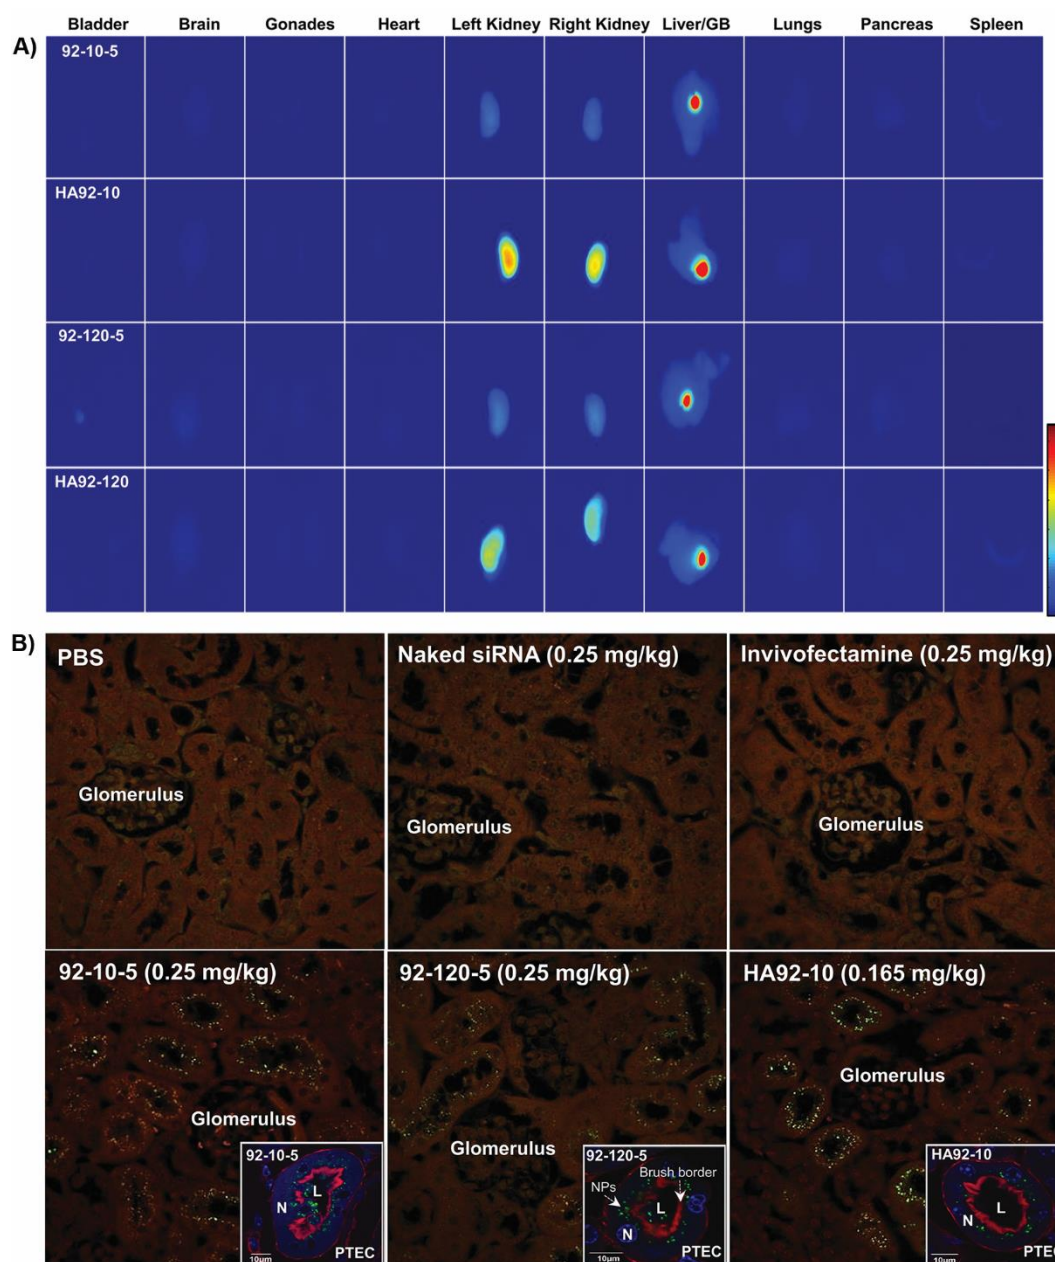 Bladder Brain Gonades Heart Left Kidney Right Kidney Liver/GB Lungs Pancreas Spleen
A)
92-10-5
HA92-10
92-120-5
HA92-120
B)
PBS
Naked siRNA (0.25 mg/kg)
Invivofectamine (0.25 mg/kg)
Glomerulus
Glomerulus
Glomerulus
92-10-5 (0.25 mg/kg)
92-120-5 (0.25 mg/kg)
HA92-10 (0.165 mg/kg)
Glomerulus
Glomerulus
Glomerulus
92-10-5
L
N
10µm
PTEC
92-120-5
Brush border
NPs
L
N
10µm
PTEC
HA92-10
L
N
10µm
PTEC